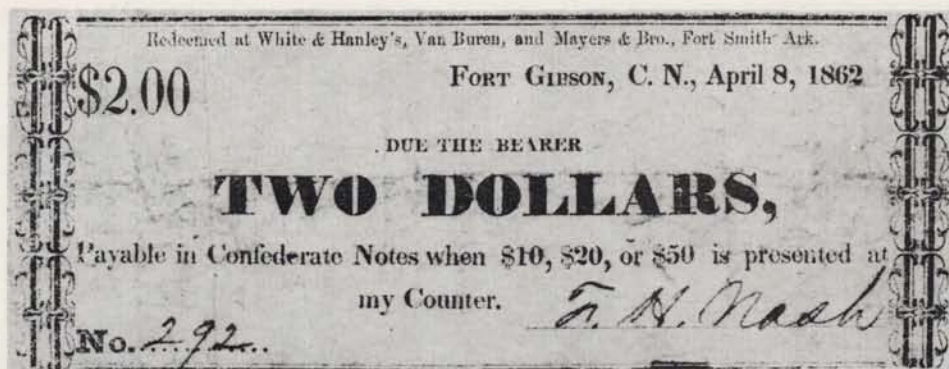 Redeemed at White & Hanley's, Van Buren, and Mayers & Bro., Fort Smith Ark.
$2.00
FORT GIBSON, C. N., April 8, 1862
DUE THE BEARER
TWO DOLLARS,
Payable in Confederate Notes when $10, $20, or $50 is presented at
my Counter.
F. H. Nash
No. 292